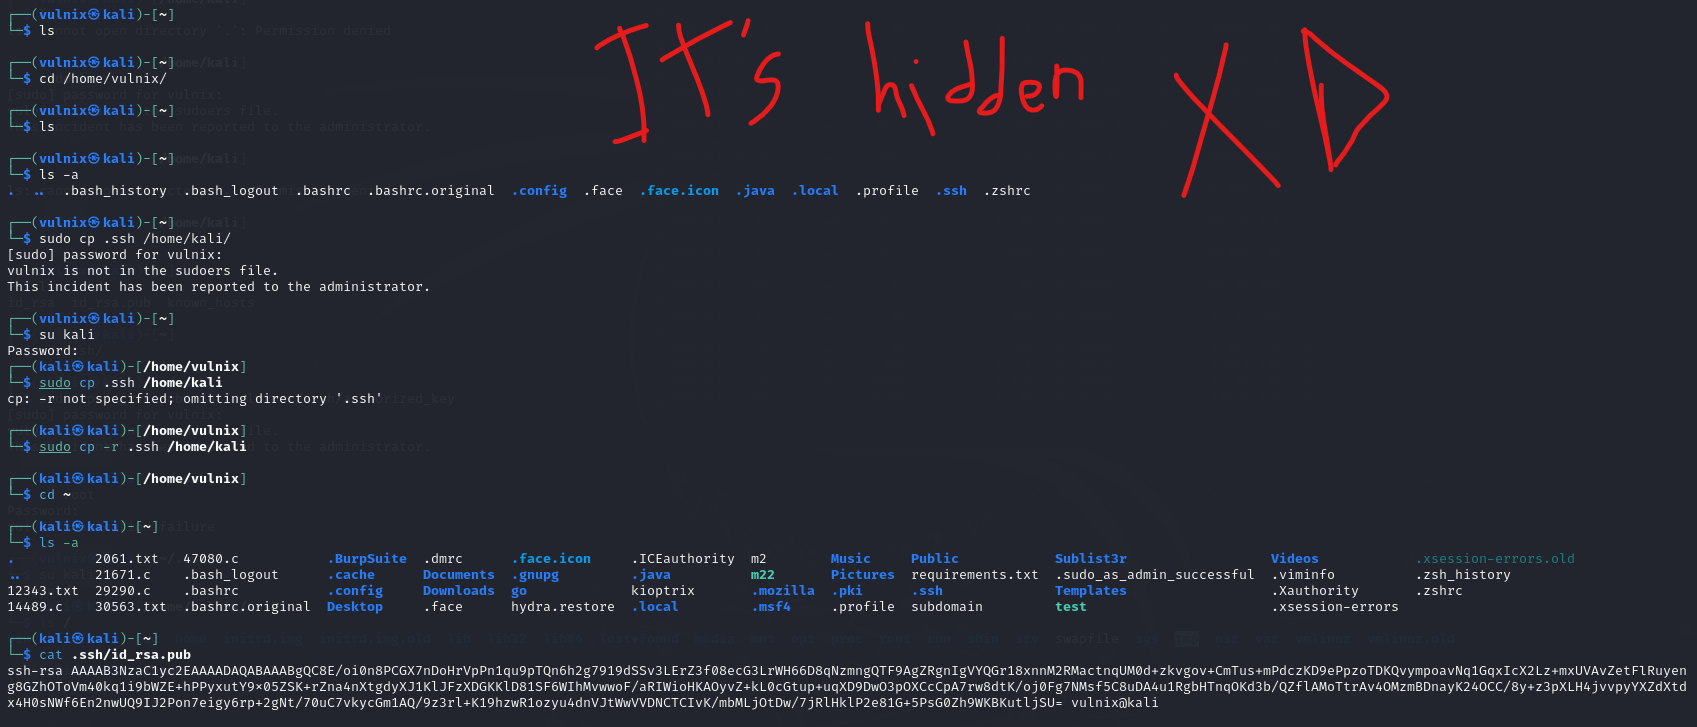 ┌──(vulnix㉿kali)-[~]
└─$ ls
IT's hidden XD
┌──(vulnix㉿kali)-[~]
└─$ cd /home/vulnix/
┌──(vulnix㉿kali)-[~]
└─$ ls
┌──(vulnix㉿kali)-[~]
└─$ ls -a
.  ..  .bash_history  .bash_logout  .bashrc  .bashrc.original  .config  .face  .face.icon  .java  .local  .profile  .ssh  .zshrc
┌──(vulnix㉿kali)-[~]
└─$ sudo cp .ssh /home/kali/
[sudo] password for vulnix:
vulnix is not in the sudoers file.
This incident has been reported to the administrator.
┌──(vulnix㉿kali)-[~]
└─$ su kali
Password:
┌──(kali㉿kali)-[/home/vulnix]
└─$ sudo cp .ssh /home/kali
cp: -r not specified; omitting directory '.ssh'
┌──(kali㉿kali)-[/home/vulnix]
└─$ sudo cp -r .ssh /home/kali
┌──(kali㉿kali)-[/home/vulnix]
└─$ cd ~
┌──(kali㉿kali)-[~]
└─$ ls -a
.  2061.txt  47080.c  .BurpSuite  .dmrc  .face.icon  .ICEauthority  m2  Music  Public  Sublist3r  Videos  .xsession-errors.old
..  21671.c  .bash_logout  .cache  Documents  .gnupg  .java  m22  Pictures  requirements.txt  .sudo_as_admin_successful  .viminfo  .zsh_history
12343.txt  29290.c  .bashrc  .config  Downloads  go  kioptrix  .mozilla  .pki  .ssh  Templates  .Xauthority  .zshrc
14489.c  30563.txt  .bashrc.original  Desktop  .face  hydra.restore  .local  .msf4  .profile  subdomain  test  .xsession-errors
┌──(kali㉿kali)-[~]
└─$ cat .ssh/id_rsa.pub
ssh-rsa AAAAB3NzaC1yc2EAAAADAQABAAABgQC8E/oi0n8PCGX7nDoHrVpPn1qu9pTQn6h2g7919dSSv3LErZ3f08ecG3LrWH66D8qNzmngQTF9AgZRgnIgVYQGr18xnnM2RMactnqUM0d+zkvgov+CmTus+mPdczKD9ePpzoTDKQvympoavNq1GqxIcX2Lz+mxUVAvZetFlRuyen
g8GZhOToVm40kq1i9bWZE+hPPyxutY9×05ZSK+rZna4nXtgdyXJ1KlJFzXDGKKlD81SF6WIhMvwwoF/aRIWioHKAOyvZ+kL0cGtup+uqXD9DwO3pOXCcCpA7rw8dtK/oj0Fg7NMsf5C8uDA4u1RgbHTnqOKd3b/QZflAMoTtrAv4OMzmBDnayK24OCC/8y+z3pXLH4jvvpyYXZdXtd
x4H0sNWf6En2nwUQ9IJ2Pon7eigy6rp+2gNt/70uC7vkycGm1AQ/9z3rl+K19hzwR1ozyu4dnVJtWwVVDNCTCIvK/mbMLjOtDw/7jRlHklP2e81G+5PsG0Zh9WKBKutljSU= vulnix@kali